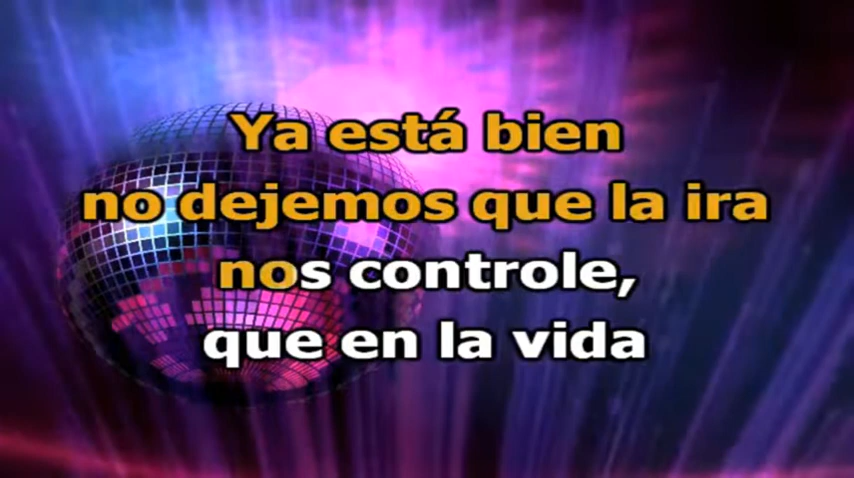 Ya está bien
no dejemos que la ira
nos controle,
que en la vida